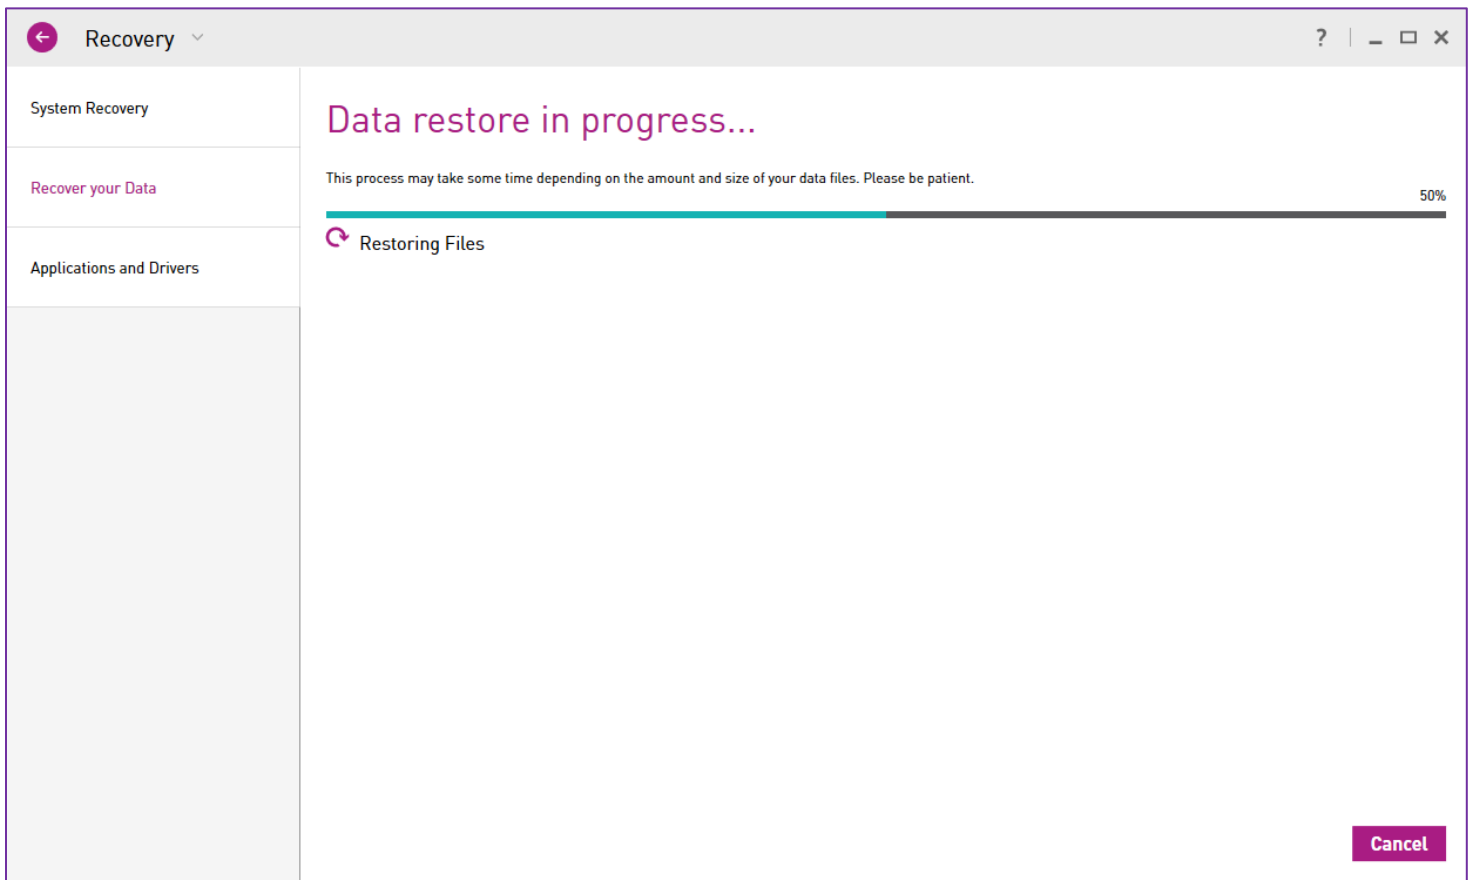 Recovery
?
System Recovery
Recover your Data
Applications and Drivers
Data restore in progress...
This process may take some time depending on the amount and size of your data files. Please be patient.
50%
Restoring Files
Cancel